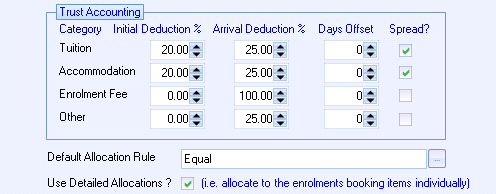 Trust Accounting
Category Initial Deduction % Arrival Deduction % Days Offset Spread?
Tuition 20.00 25.00 0
Accommodation 20.00 25.00 0
Enrolment Fee 0.00 100.00 0
Other 0.00 25.00 0
Default Allocation Rule Equal ...
Use Detailed Allocations ? (i.e. allocate to the enrolments booking items individually)